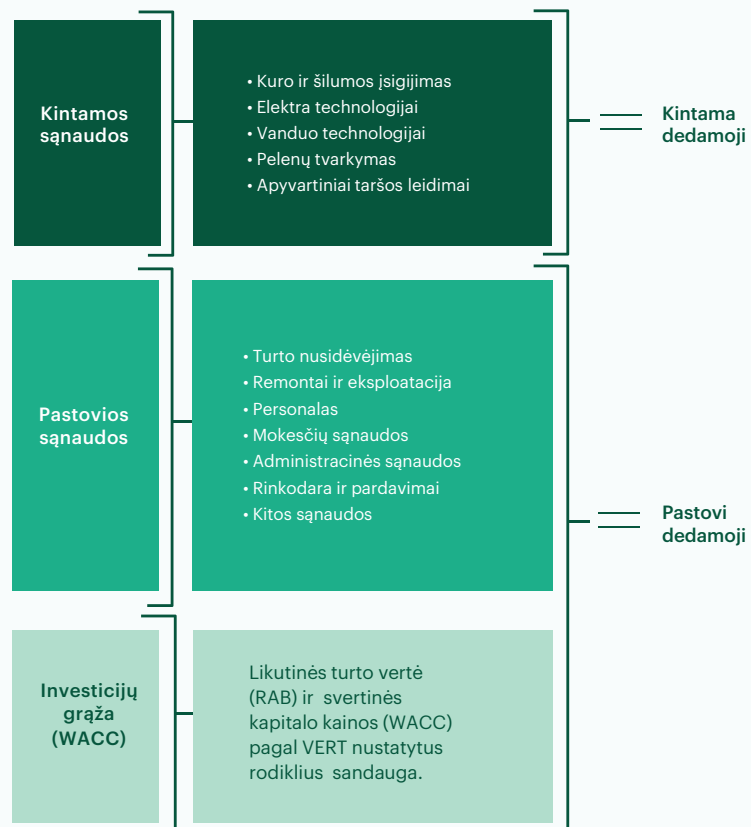 Kintamos
sąnaudos
• Kuro ir šilumos įsigijimas
• Elektra technologijai
• Vanduo technologijai
• Pelenų tvarkymas
• Apyvartiniai taršos leidimai
Kintama
dedamoji
Pastovios
sąnaudos
• Turto nusidėvėjimas
• Remontai ir eksploatacija
• Personalas
• Mokesčių sąnaudos
• Administracinės sąnaudos
• Rinkodara ir pardavimai
• Kitos sąnaudos
Pastovi
dedamoji
Investicijų
grąža
(WACC)
Likutinės turto vertė
(RAB) ir svertinės
kapitalo kainos (WACC)
pagal VERT nustatytus
rodiklius sandauga.